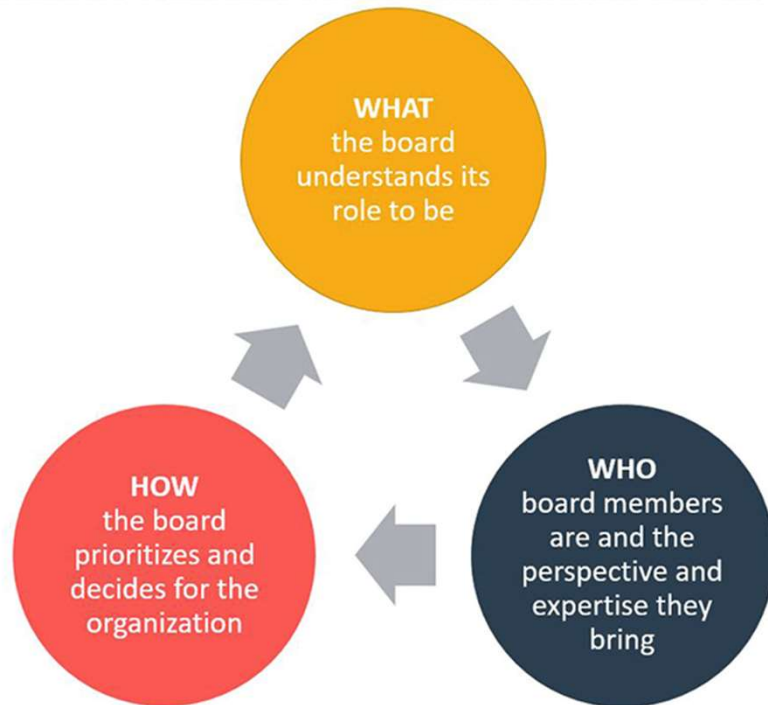 WHAT
the board
understands its
role to be
WHO
board members
are and the
perspective and
expertise they
bring
HOW
the board
prioritizes and
decides for the
organization